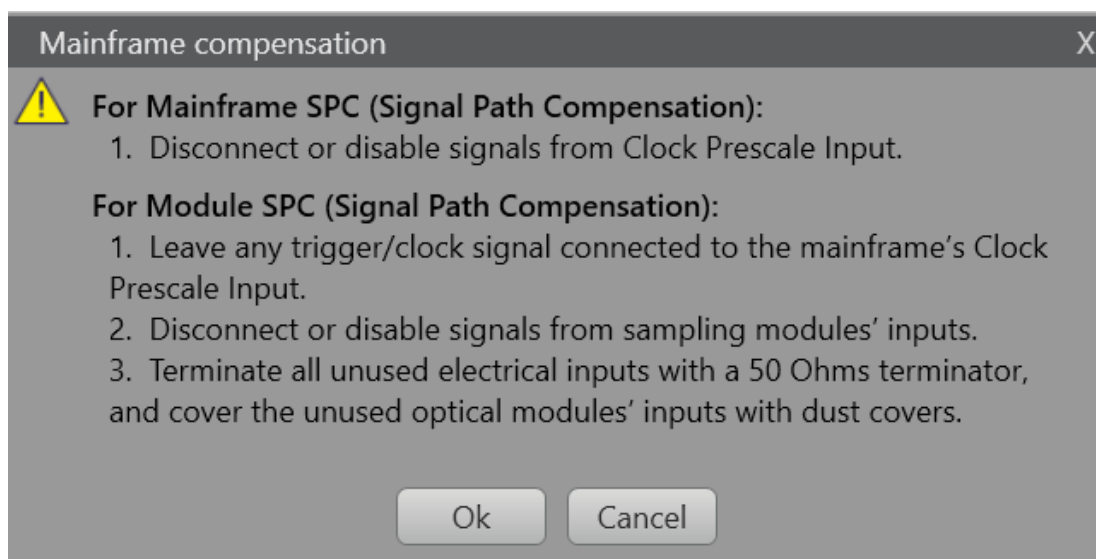 Mainframe compensation X
For Mainframe SPC (Signal Path Compensation):
1. Disconnect or disable signals from Clock Prescale Input.
For Module SPC (Signal Path Compensation):
1. Leave any trigger/clock signal connected to the mainframe’s Clock
Prescale Input.
2. Disconnect or disable signals from sampling modules’ inputs.
3. Terminate all unused electrical inputs with a 50 Ohms terminator,
and cover the unused optical modules’ inputs with dust covers.
Ok Cancel